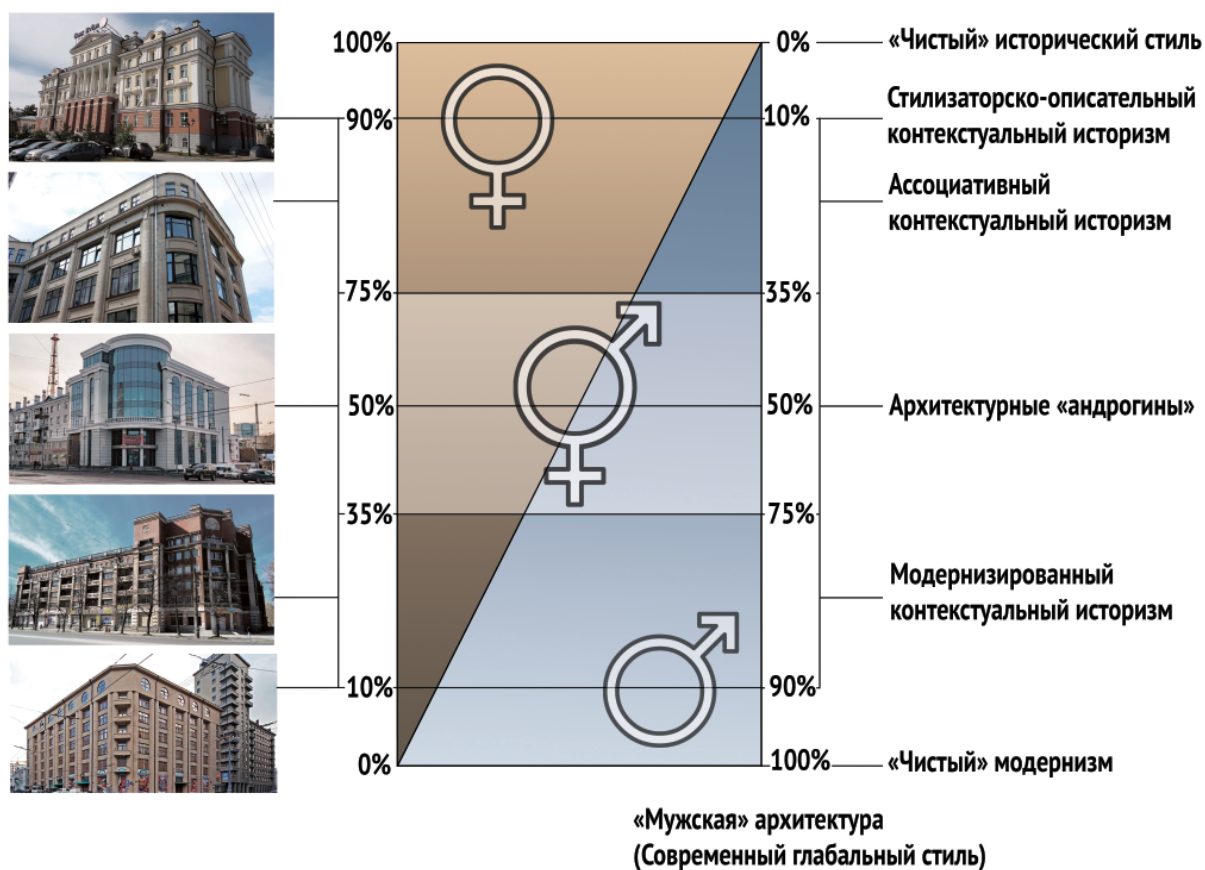 100%
0%
«Чистый» исторический стиль
90%
10%
Стилизаторско-описательный
контекстуальный историзм
Ассоциативный
контекстуальный историзм
75%
35%
50%
50%
Архитектурные «андрогины»
35%
75%
Модернизированный
контекстуальный историзм
10%
90%
0%
100%
«Чистый» модернизм
«Мужская» архитектура
(Современный глабальный стиль)